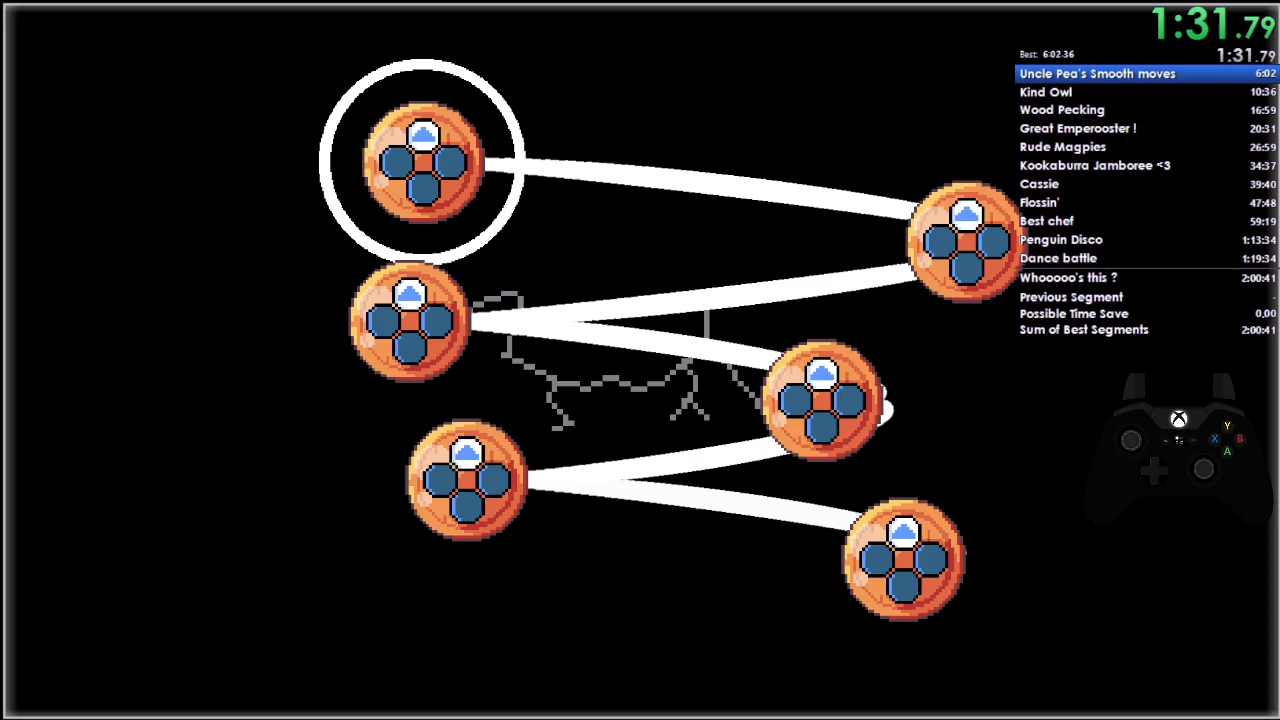 1:31.79
Best: 6:02.36 1:31.79
Uncle Pea's Smooth moves 6:02
Kind Owl 10:36
Wood Pecking 16:59
Great Emperooster ! 20:31
Rude Magpies 26:59
Kookaburra Jamboree <3 34:37
Cassie 39:40
Flossin' 47:48
Best chef 59:19
Penguin Disco 1:13:34
Dance battle 1:19:34
Whooooo's this ? 2:00:41
Previous Segment -
Possible Time Save 0,00
Sum of Best Segments 2:00:41
Y
X B
A